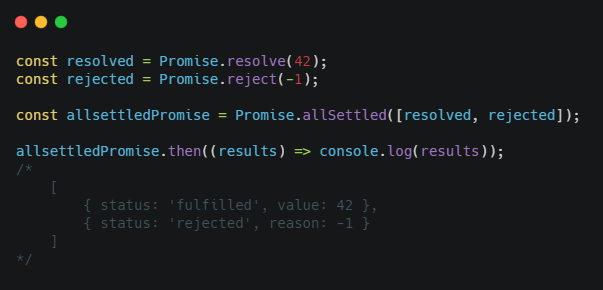 const resolved = Promise.resolve(42);
const rejected = Promise.reject(-1);

const allsettledPromise = Promise.allSettled([resolved, rejected]);

allsettledPromise.then((results) => console.log(results));
/*
    [
        { status: 'fulfilled', value: 42 },
        { status: 'rejected', reason: -1 }
    ]
*/